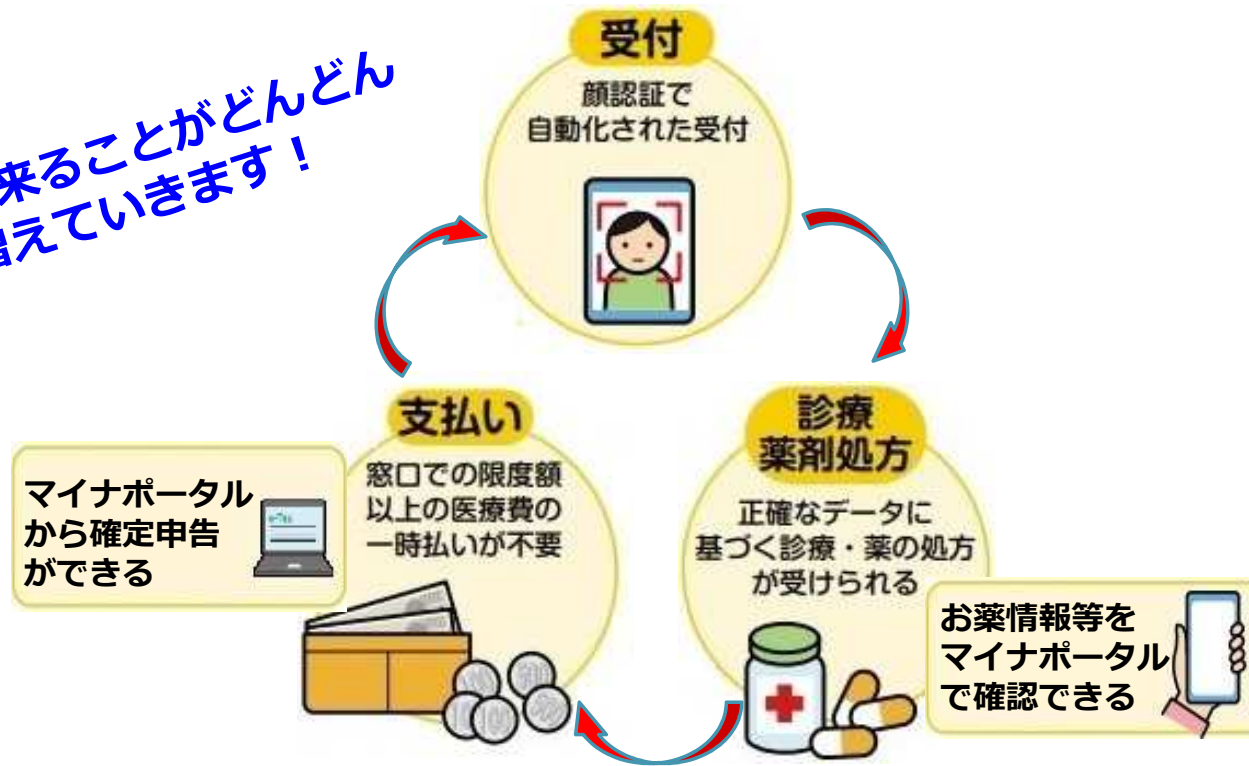 来ることがどんどん
増えていきます！
受付
顔認証で
自動化された受付
支払い
窓口での限度額
以上の医療費の
一時払いが不要
マイナポータル
から確定申告
ができる
診療
薬剤処方
正確なデータに
基づく診療・薬の処方
が受けられる
お薬情報等を
マイナポータル
で確認できる